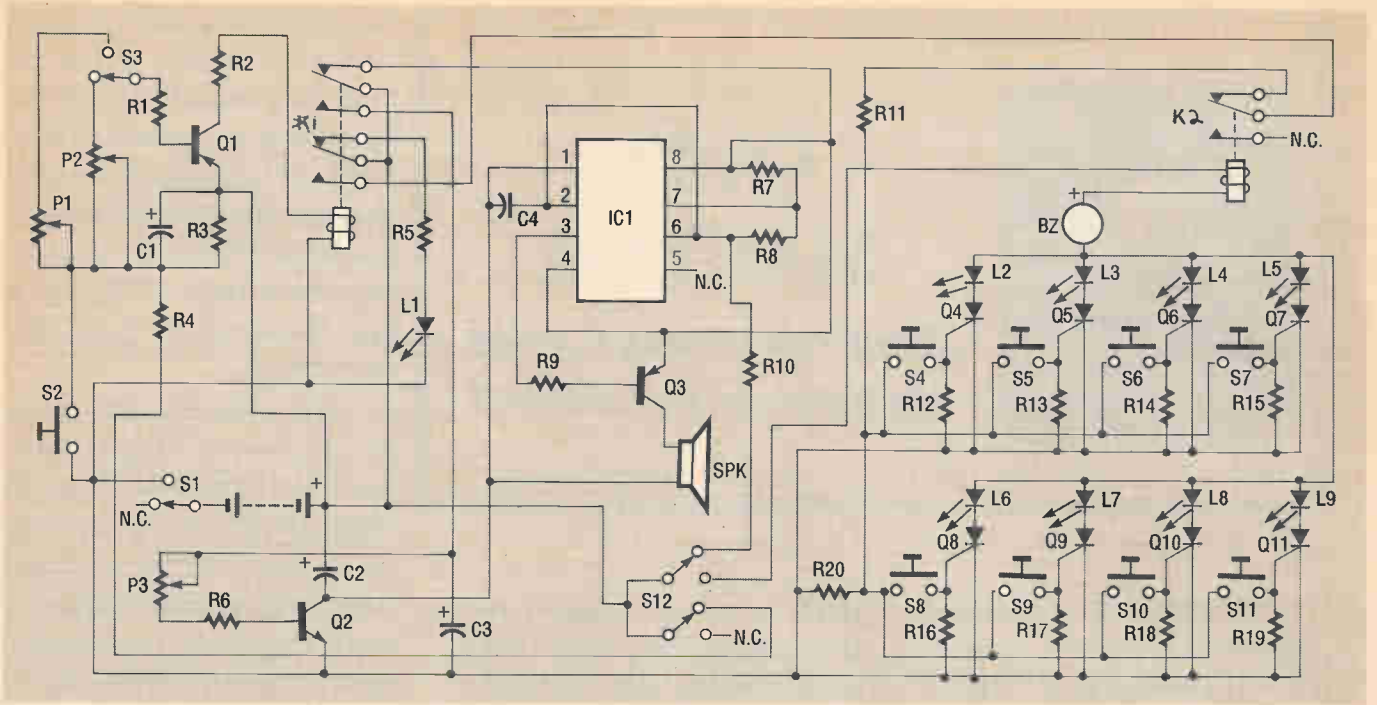 S3
R2
R1
Q1
P2
P1
C1
R3
R4
S2
S1
N.C.
+
+
P3
R6
+
C2
Q2
+
C3
K1
R5
L1
C4
1
2
3
4
IC1
8
7
6
5
N.C.
R7
R8
R9
Q3
R10
SPK
S12
N.C.
R11
K2
N.C.
+
BZ
L2
L3
L4
L5
Q4
Q5
Q6
Q7
S4
S5
S6
S7
R12
R13
R14
R15
L6
L7
L8
L9
Q8
Q9
Q10
Q11
R20
S8
S9
S10
S11
R16
R17
R18
R19
+